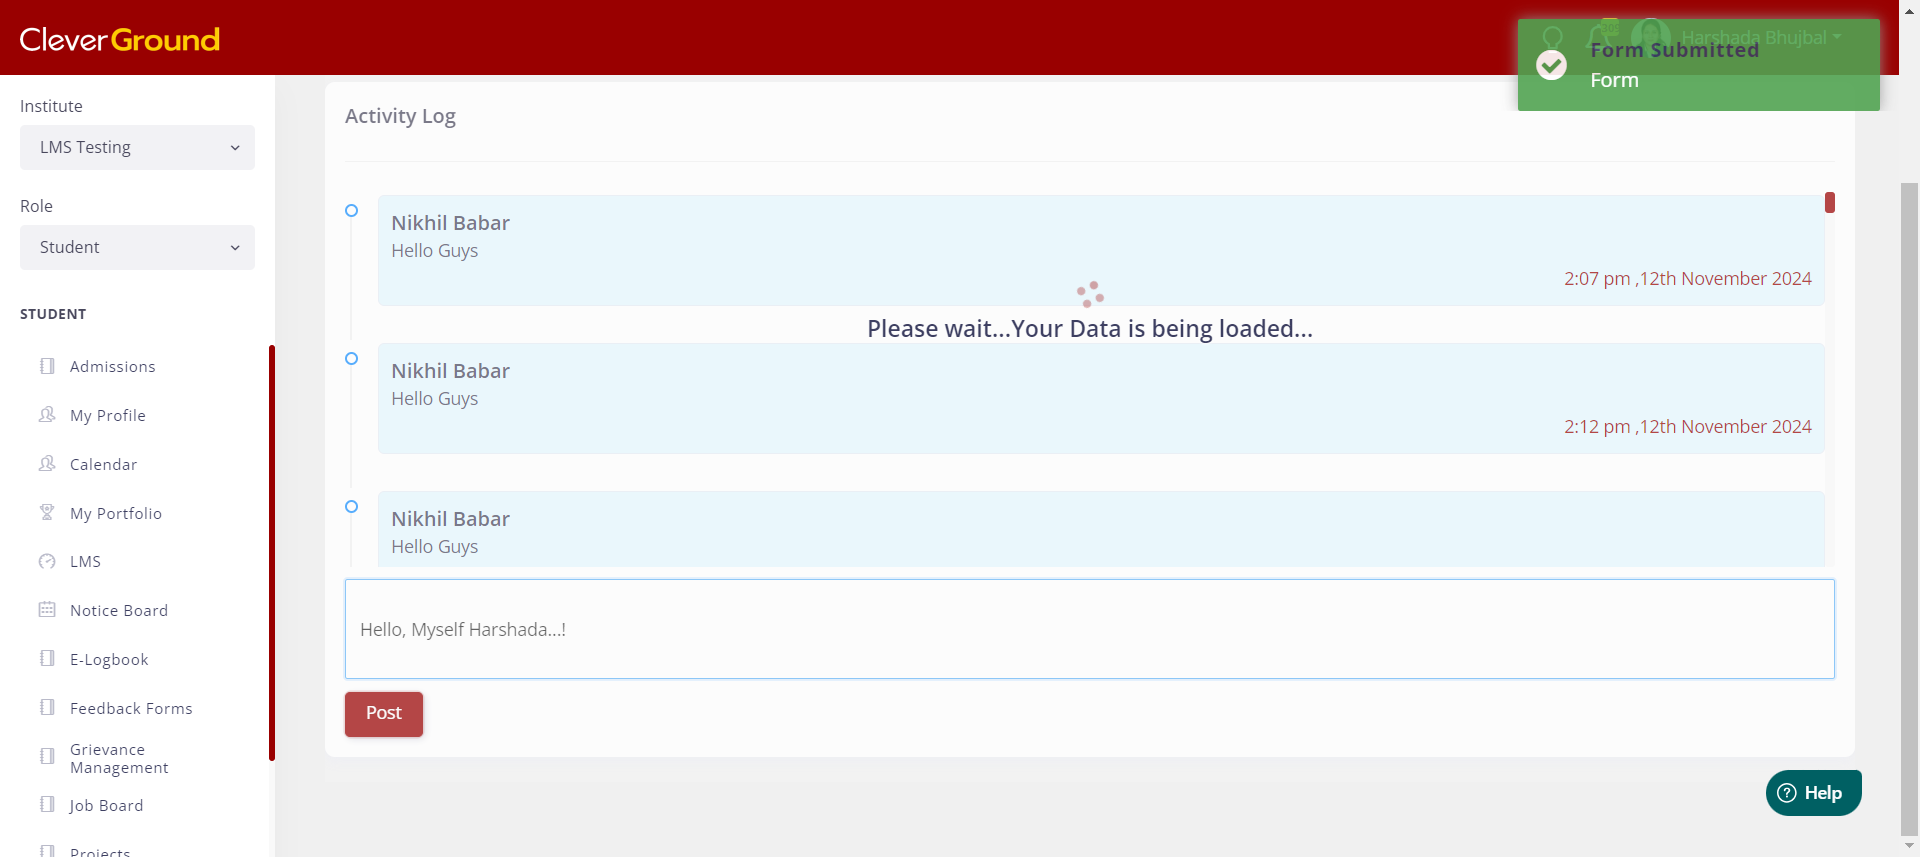 CleverGround
Harshada Bhujbal
Form Submitted
Form
Institute
LMS Testing
Role
Student
STUDENT
Admissions
My Profile
Calendar
My Portfolio
LMS
Notice Board
E-Logbook
Feedback Forms
Grievance
Management
Job Board
Projects
Activity Log
Nikhil Babar
Hello Guys
2:07 pm ,12th November 2024
Please wait...Your Data is being loaded...
Nikhil Babar
Hello Guys
2:12 pm ,12th November 2024
Nikhil Babar
Hello Guys
Hello, Myself Harshada...!
Post
Help